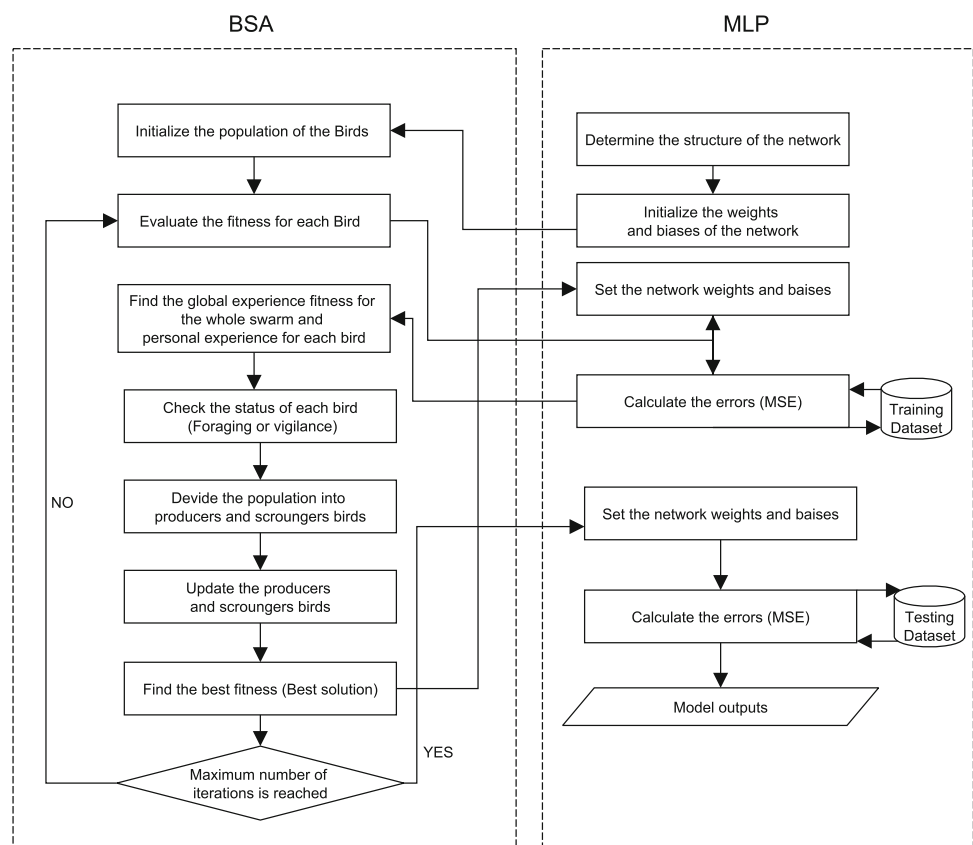 BSA
Initialize the population of the Birds
Evaluate the fitness for each Bird
Find the global experience fitness for
the whole swarm and
personal experience for each bird
Check the status of each bird
(Foraging or vigilance)
NO
Devide the population into
producers and scroungers birds
Update the producers
and scroungers birds
Find the best fitness (Best solution)
YES
Maximum number of
iterations is reached
MLP
Determine the structure of the network
Initialize the weights
and biases of the network
Set the network weights and baises
Calculate the errors (MSE)
Training
Dataset
Set the network weights and baises
Calculate the errors (MSE)
Testing
Dataset
Model outputs